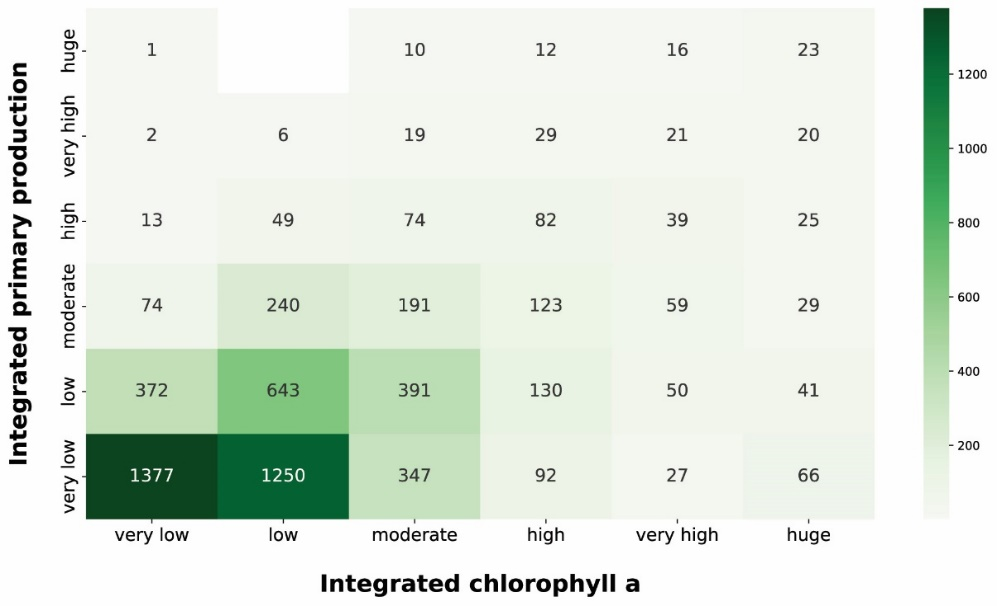 Integrated primary production
huge 1 10 12 16 23
very high 2 6 19 29 21 20
high 13 49 74 82 39 25
moderate 74 240 191 123 59 29
low 372 643 391 130 50 41
very low 1377 1250 347 92 27 66
very low low moderate high very high huge
Integrated chlorophyll a
1200
1000
800
600
400
200